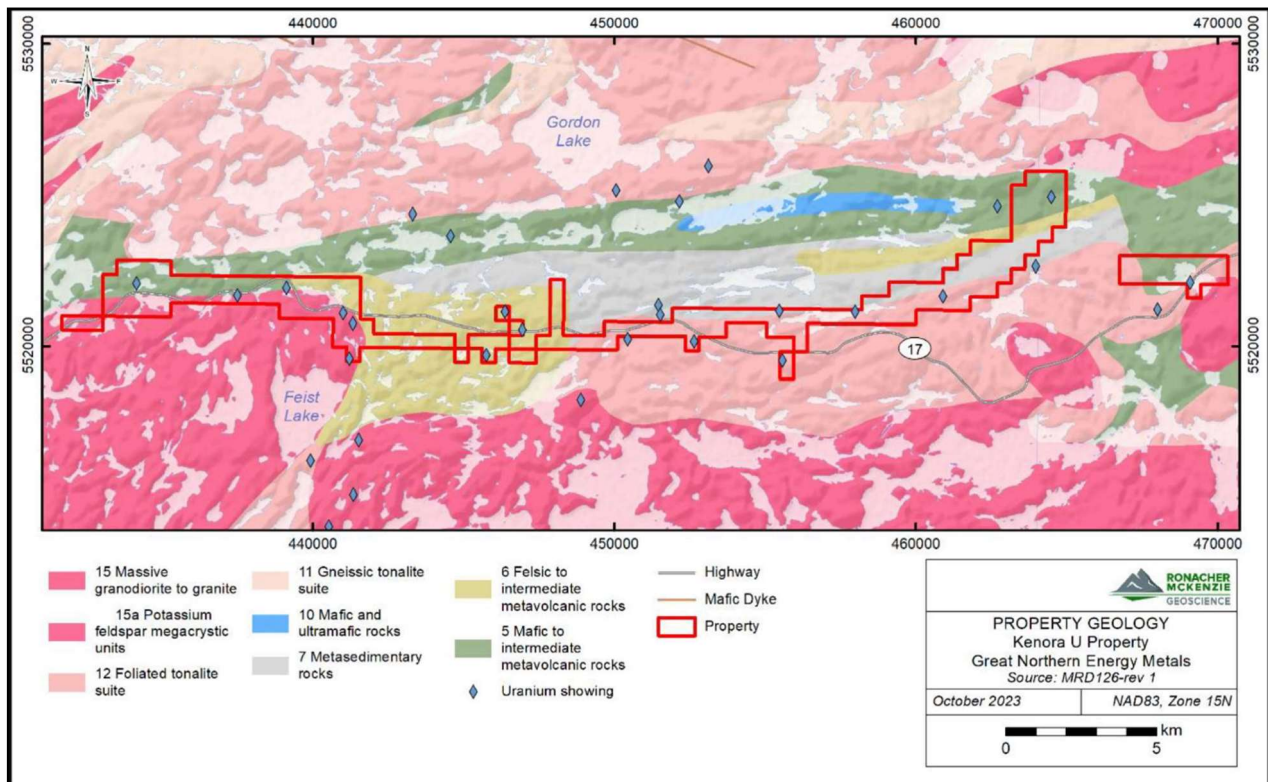 440000 450000 460000 470000
5530000 5530000
N
W E
S
Gordon
Lake
5520000 5520000
17
Feist
Lake
440000 450000 460000 470000
15 Massive
granodiorite to granite
15a Potassium
feldspar megacrystic
units
12 Foliated tonalite
suite
11 Gneissic tonalite
suite
10 Mafic and
ultramafic rocks
7 Metasedimentary
rocks
6 Felsic to
intermediate
metavolcanic rocks
5 Mafic to
intermediate
metavolcanic rocks
Uranium showing
Highway
Mafic Dyke
Property
RONACHER
MCKENZIE
GEOSCIENCE
PROPERTY GEOLOGY
Kenora U Property
Great Northern Energy Metals
Source: MRD126-rev 1
October 2023 NAD83, Zone 15N
km
0 5